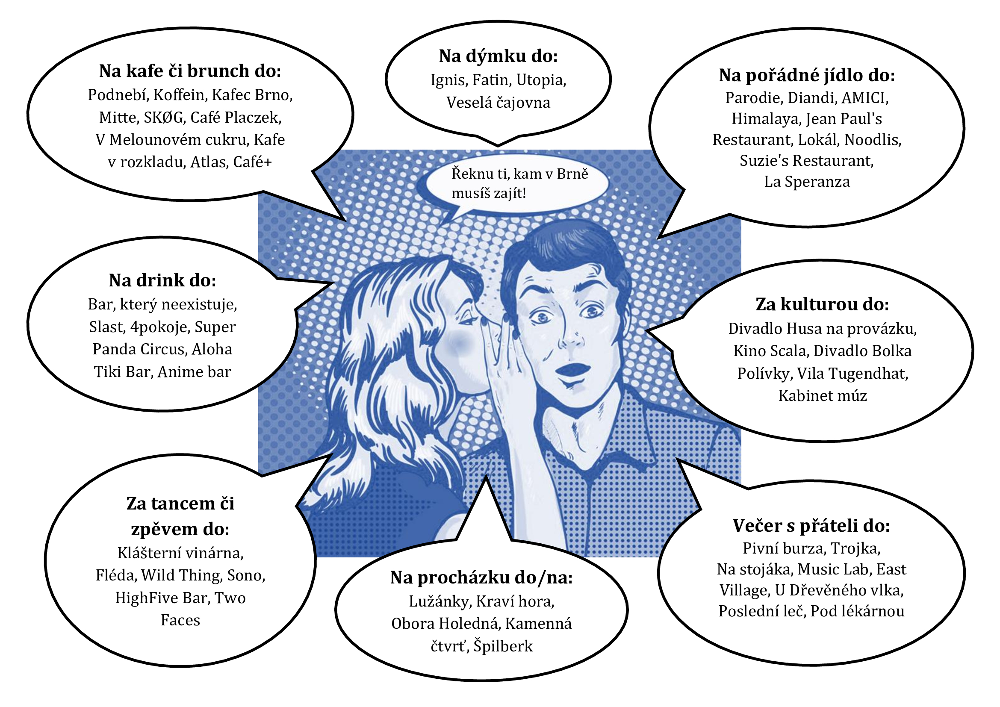 Na kafe či brunch do:
Podnebí, Koffein, Kafec Brno,
Mitte, SKØG, Café Placzek,
V Melounovém cukru, Kafe
v rozkladu, Atlas, Café+
Na dýmku do:
Ignis, Fatin, Utopia,
Veselá čajovna
Na pořádné jídlo do:
Parodie, Diandi, AMICI,
Himalaya, Jean Paul's
Restaurant, Lokál, Noodlis,
Suzie's Restaurant,
La Speranza
Řeknu ti, kam v Brně
musíš zajít!
Na drink do:
Bar, který neexistuje,
Slast, 4pokoje, Super
Panda Circus, Aloha
Tiki Bar, Anime bar
Za kulturou do:
Divadlo Husa na provázku,
Kino Scala, Divadlo Bolka
Polívky, Vila Tugendhat,
Kabinet múz
Za tancem či
zpěvem do:
Klášterní vinárna,
Fléda, Wild Thing, Sono,
HighFive Bar, Two
Faces
Na procházku do/na:
Lužánky, Kraví hora,
Obora Holedná, Kamenná
čtvrť, Špilberk
Večer s přáteli do:
Pivní burza, Trojka,
Na stojáka, Music Lab, East
Village, U Dřevěného vlka,
Poslední leč, Pod lékárnou